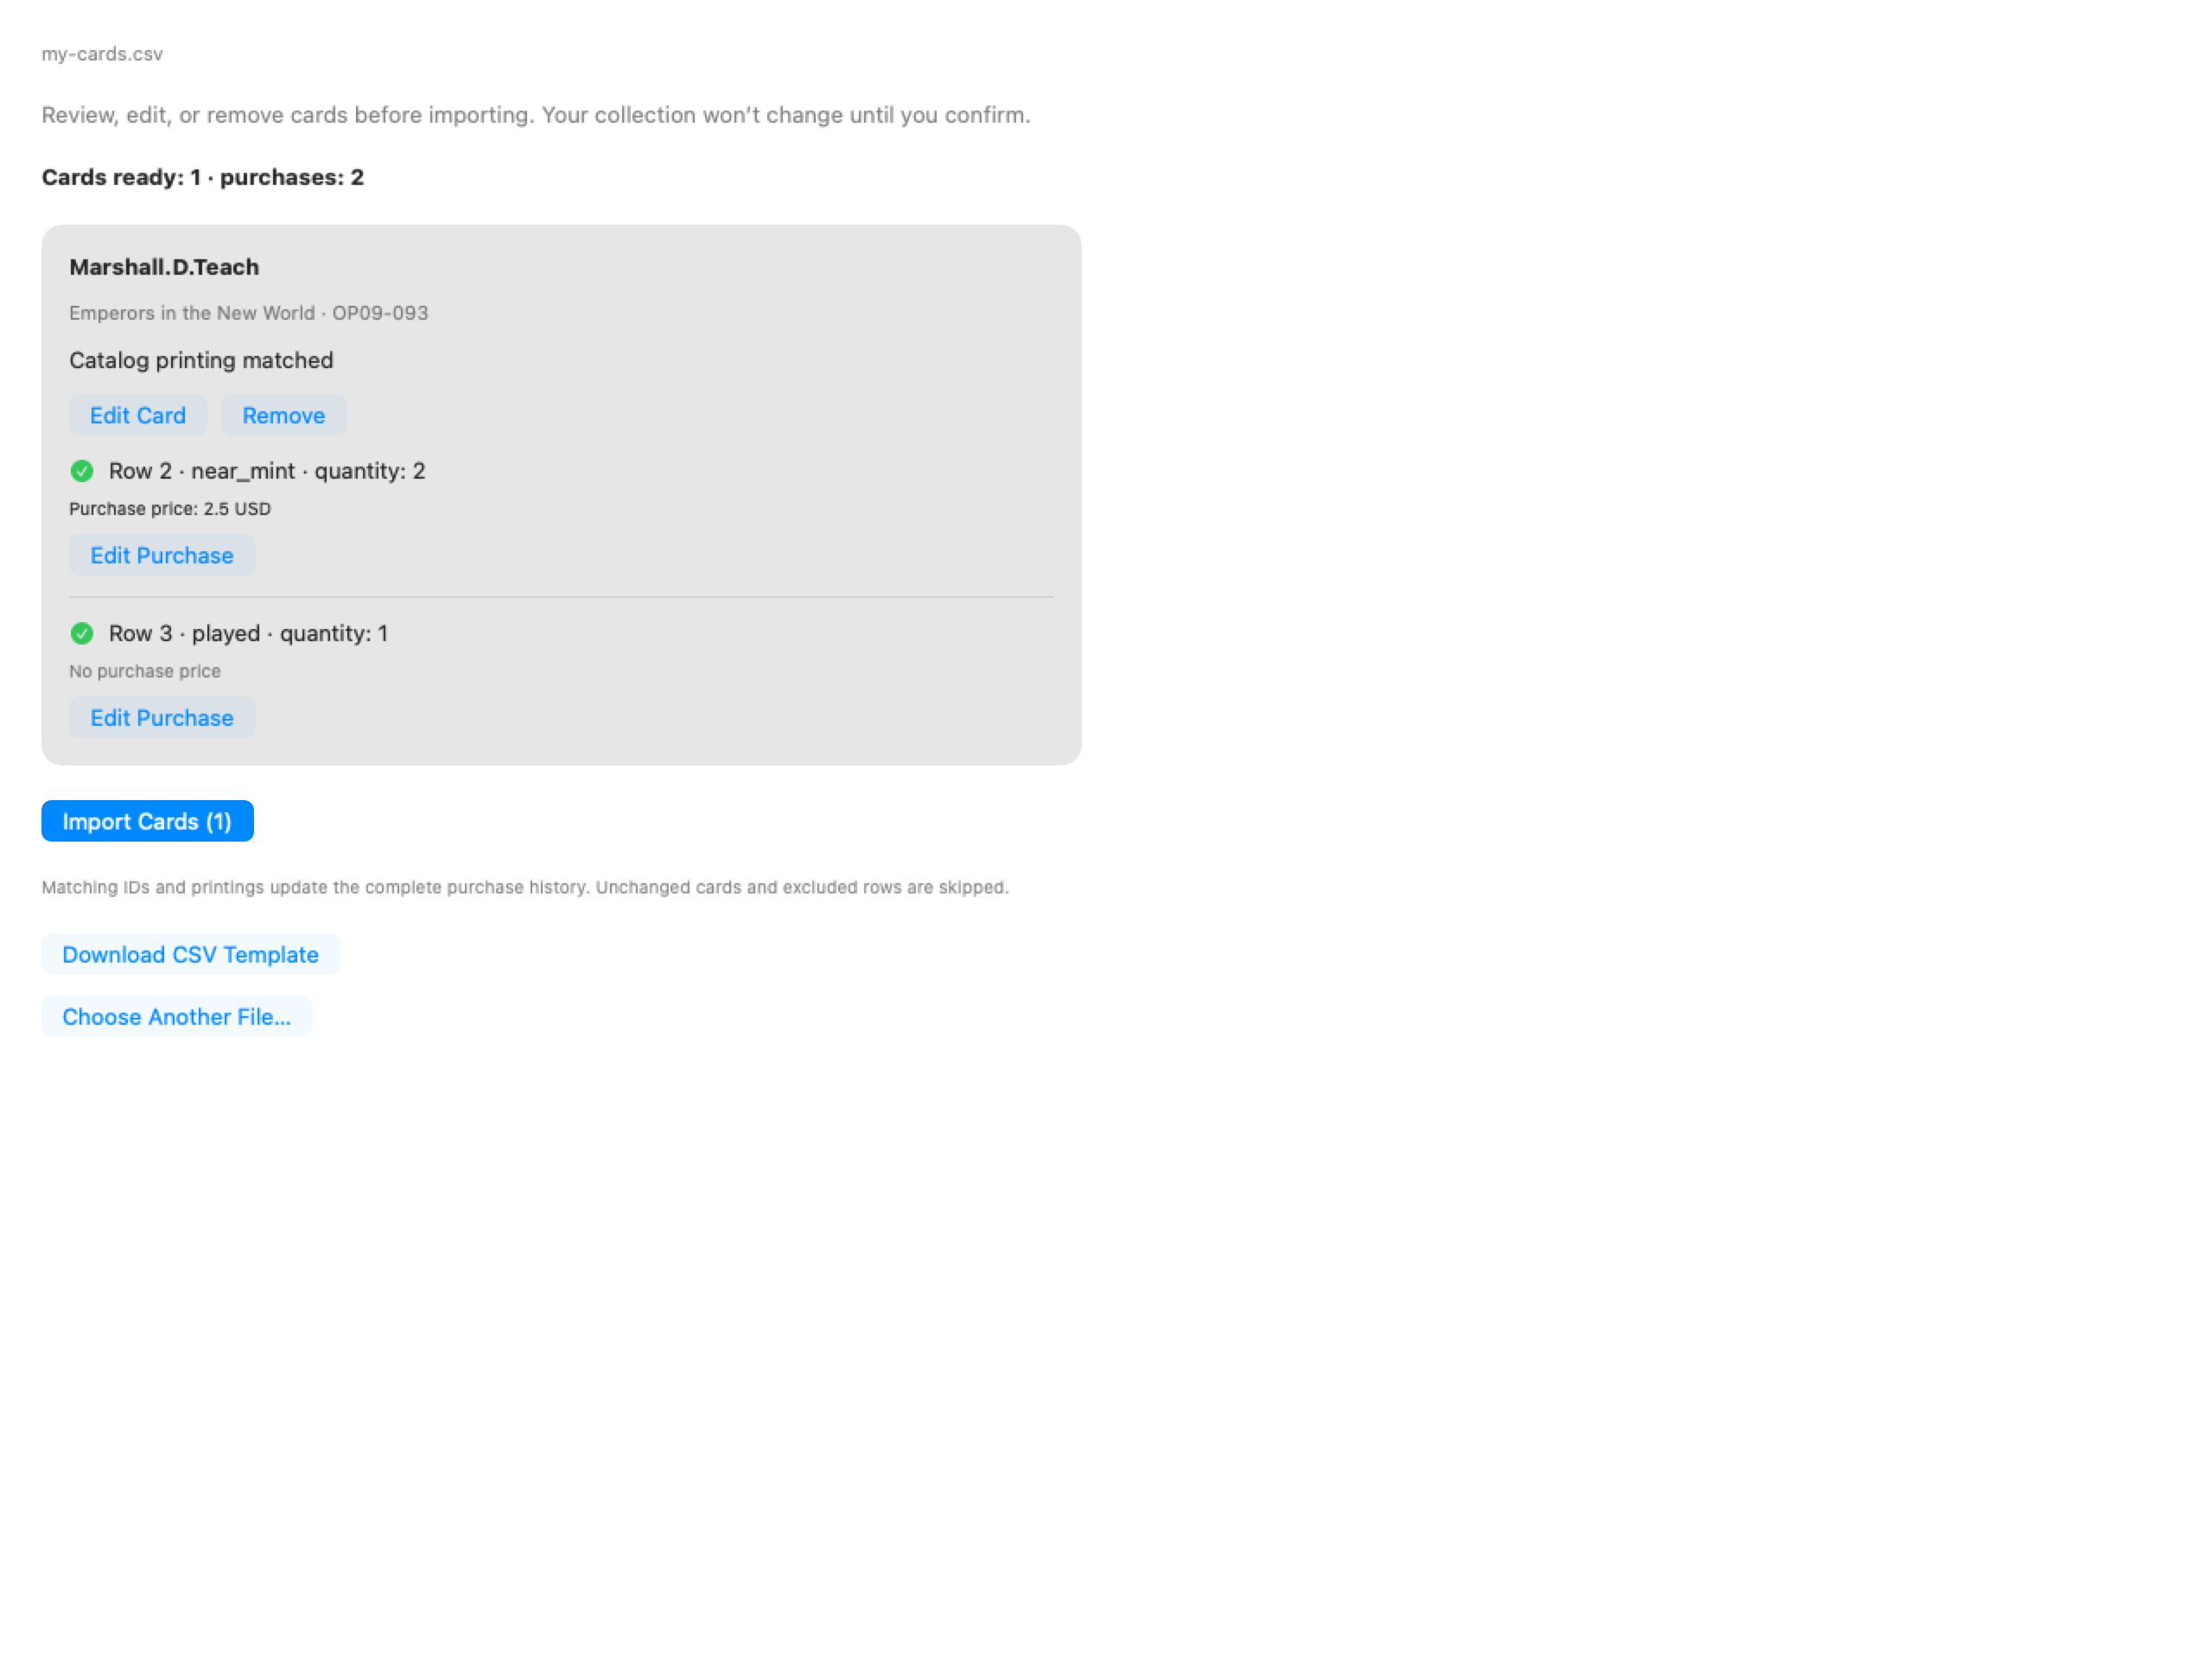 my-cards.csv
Review, edit, or remove cards before importing. Your collection won’t change until you confirm.
Cards ready: 1 · purchases: 2
Marshall.D.Teach
Emperors in the New World · OP09-093
Catalog printing matched
Edit Card
Remove
Row 2 · near_mint · quantity: 2
Purchase price: 2.5 USD
Edit Purchase
Row 3 · played · quantity: 1
No purchase price
Edit Purchase
Import Cards (1)
Matching IDs and printings update the complete purchase history. Unchanged cards and excluded rows are skipped.
Download CSV Template
Choose Another File...